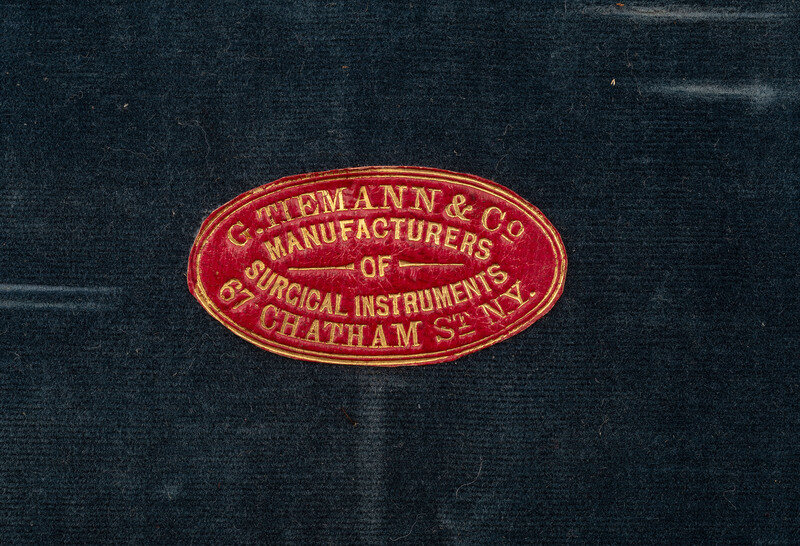 G. TIEMANN & Co
MANUFACTURERS
OF
SURGICAL INSTRUMENTS
67 CHATHAM ST. N.Y.